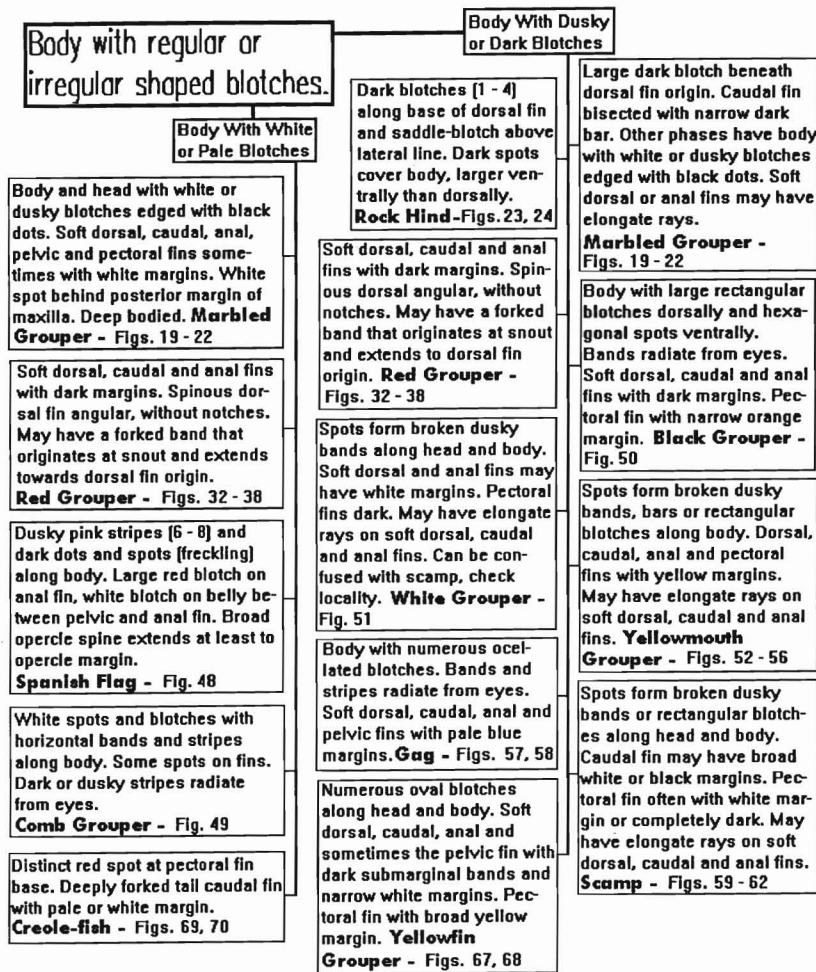 Body with regular or
irregular shaped blotches.
Body With White
or Pale Blotches
Body and head with white or
dusky blotches edged with black
dots. Soft dorsal, caudal, anal,
pelvic and pectoral fins some-
times with white margins. White
spot behind posterior margin of
maxilla. Deep bodied. Marbled
Grouper - Figs. 19 - 22
Soft dorsal, caudal and anal fins
with dark margins. Spinous dor-
sal fin angular, without notches.
May have a forked band that
originates at snout and extends
towards dorsal fin origin.
Red Grouper - Figs. 32 - 38
Dusky pink stripes (6 - 8) and
dark dots and spots (freckling)
along body. Large red blotch on
anal fin, white blotch on belly be-
tween pelvic and anal fin. Broad
opercle spine extends at least to
opercle margin.
Spanish Flag - Fig. 48
White spots and blotches with
horizontal bands and stripes
along body. Some spots on fins.
Dark or dusky stripes radiate
from eyes.
Comb Grouper - Fig. 49
Distinct red spot at pectoral fin
base. Deeply forked tail caudal fin
with pale or white margin.
Creole-fish - Figs. 69, 70
Body With Dusky
or Dark Blotches
Dark blotches (1 - 4)
along base of dorsal fin
and saddle-blotch above
lateral line. Dark spots
cover body, larger ven-
trally than dorsally.
Rock Hind-Figs. 23, 24
Soft dorsal, caudal and anal
fins with dark margins. Spin-
ous dorsal angular, without
notches. May have a forked
band that originates at snout
and extends to dorsal fin
origin. Red Grouper -
Figs. 32 - 38
Spots form broken dusky
bands along head and body.
Soft dorsal and anal fins may
have white margins. Pectoral
fins dark. May have elongate
rays on soft dorsal, caudal
and anal fins. Can be con-
fused with scamp, check
locality. White Grouper -
Fig. 51
Body with numerous ocel-
lated blotches. Bands and
stripes radiate from eyes.
Soft dorsal, caudal, anal and
pelvic fins with pale blue
margins. Gag - Figs. 57, 58
Numerous oval blotches
along head and body. Soft
dorsal, caudal, anal and
sometimes the pelvic fin with
dark submarginal bands and
narrow white margins. Pec-
toral fin with broad yellow
margin. Yellowfin
Grouper - Figs. 67, 68
Large dark blotch beneath
dorsal fin origin. Caudal fin
bisected with narrow dark
bar. Other phases have body
with white or dusky blotches
edged with black dots. Soft
dorsal or anal fins may have
elongate rays.
Marbled Grouper -
Figs. 19 - 22
Body with large rectangular
blotches dorsally and hexa-
gonal spots ventrally.
Bands radiate from eyes.
Soft dorsal, caudal and anal
fins with dark margins. Pec-
toral fin with narrow orange
margin. Black Grouper -
Fig. 50
Spots form broken dusky
bands, bars or rectangular
blotches along body. Dorsal,
caudal, anal and pectoral
fins with yellow margins.
May have elongate rays on
soft dorsal, caudal and anal
fins. Yellowmouth
Grouper - Figs. 52 - 56
Spots form broken dusky
bands or rectangular blotch-
es along head and body.
Caudal fin may have broad
white or black margins. Pec-
toral fin often with white mar-
gin or completely dark. May
have elongate rays on soft
dorsal, caudal and anal fins.
Scamp - Figs. 59 - 62